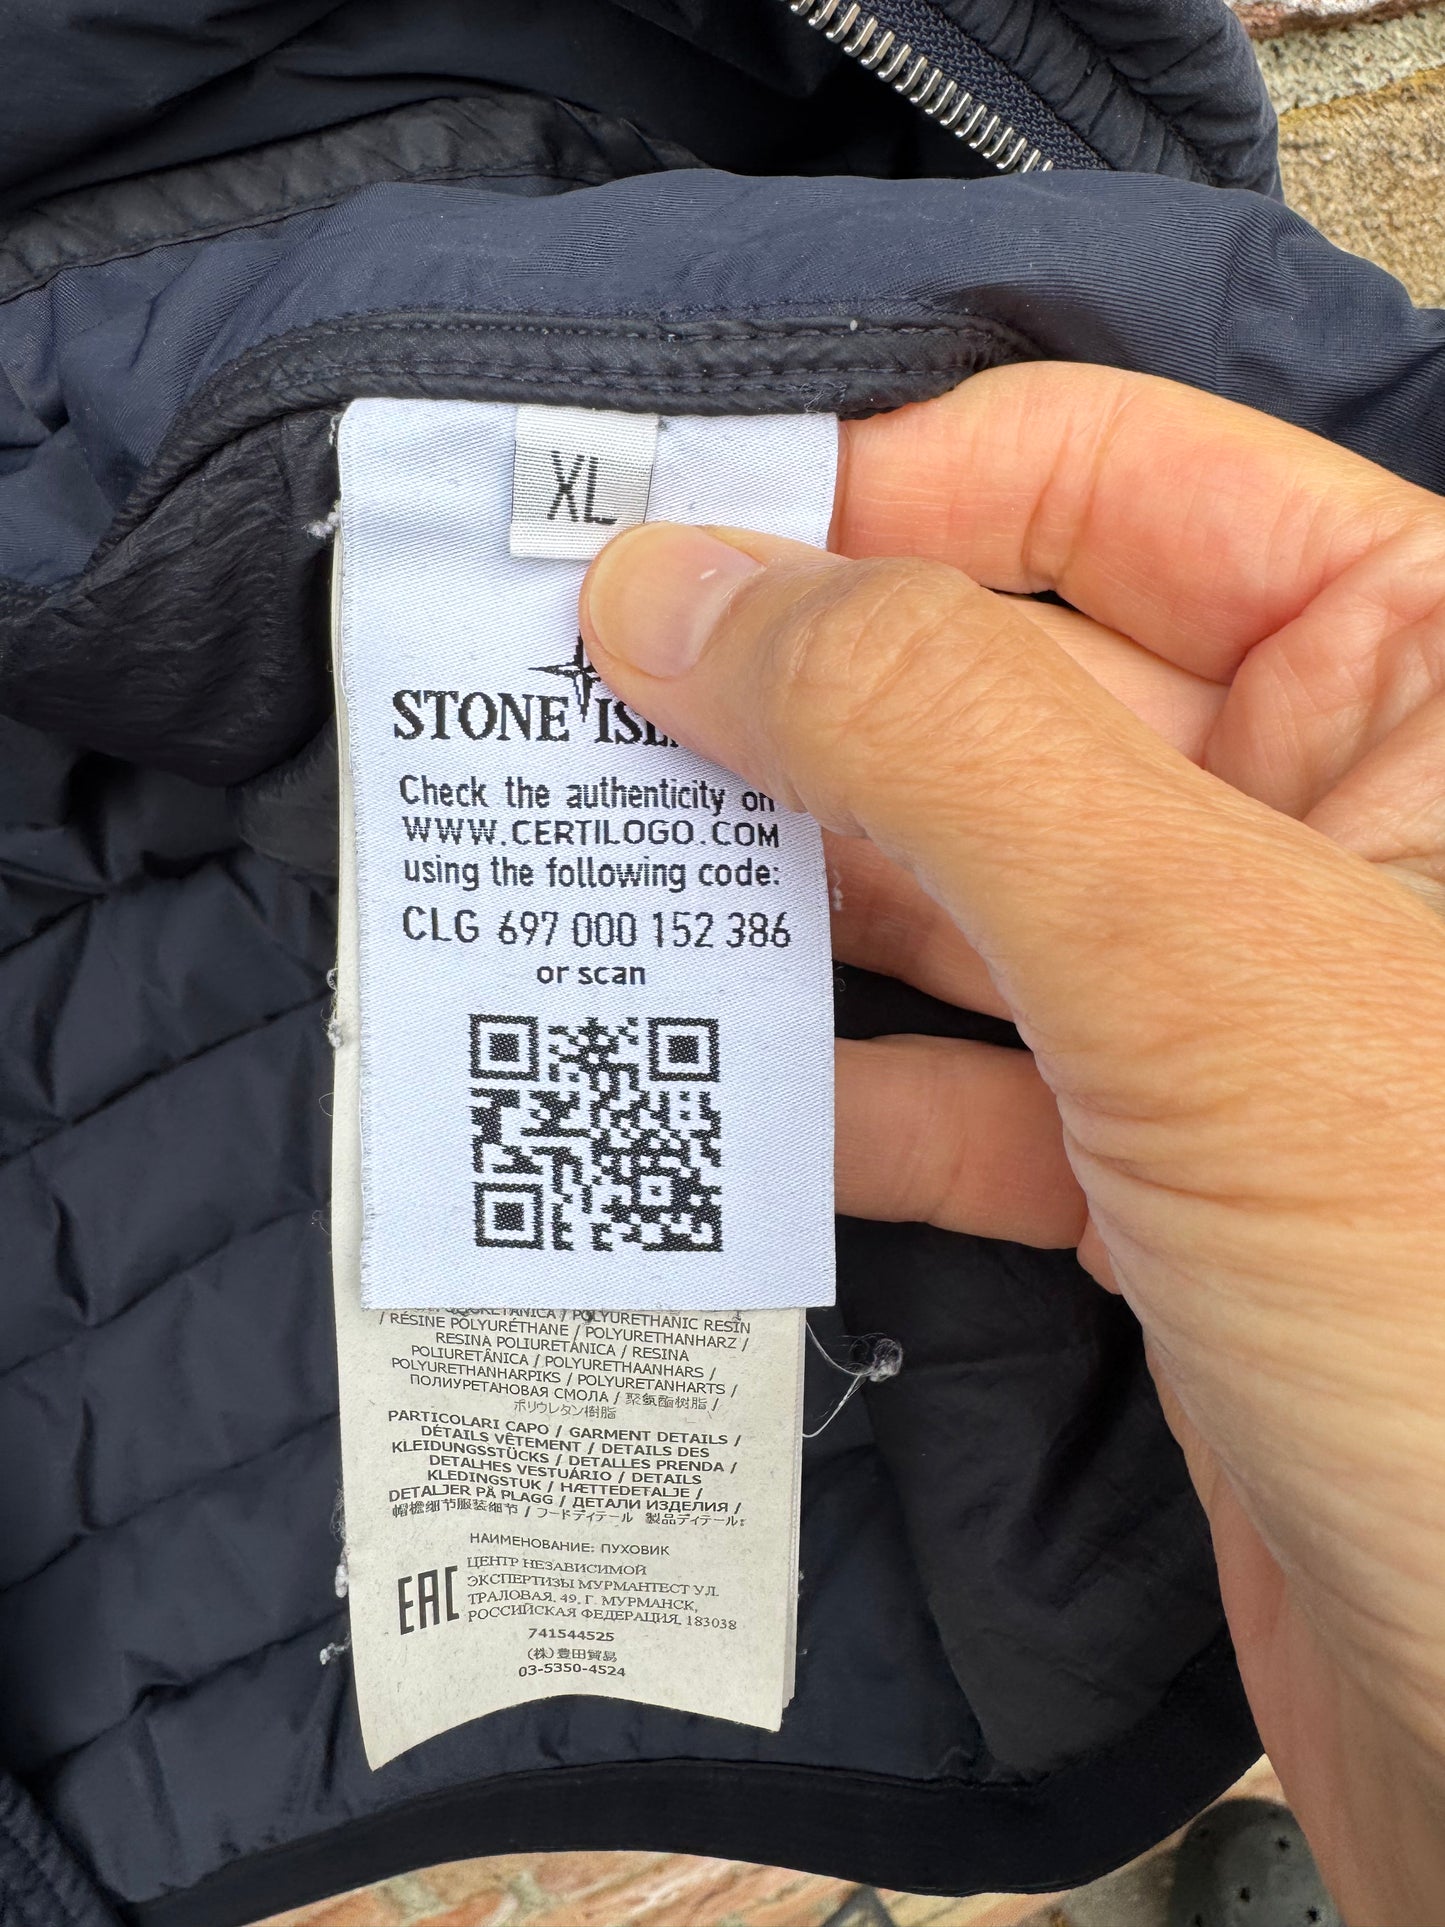 XL
STONE
Check the authenticity on
WWW.CERTILOGO.COM
using the following code:
CLG 697 000 152 386
or scan
POLYURETHANIC RESIN
/ RÉSINE POLYURÉTHANE / POLYURETHANHARZ /
RESINA POLIURETÀNICA / RESINA
POLIURETÂNICA / POLYURETHAANHARS /
POLYURETHANHARPIKS / POLYURETANHARTS /
ПОЛИУРЕТАНОВАЯ СМОЛА / 聚氨酯树脂 /
ポリウレタン樹脂
PARTICOLARI CAPO / GARMENT DETAILS /
DÉTAILS VÊTEMENT / DETAILS DES
KLEIDUNGSSTÜCKS / DETALLES PRENDA /
DETALHES VESTUÁRIO / DETAILS
KLEDINGSTUK / HÆTTEDETALJE /
DETALJER PÅ PLAGG / ДЕТАЛИ ИЗДЕЛИЯ /
帽檐细节服装细节 / フードディテール 製品ディテール:
НАИМЕНОВАНИЕ: ПУХОВИК
EAC
ЦЕНТР НЕЗАВИСИМОЙ
ЭКСПЕРТИЗЫ МУРМАНТЕСТ УЛ.
ТРАЛОВАЯ, 49, Г. МУРМАНСК,
РОССИЙСКАЯ ФЕДЕРАЦИЯ, 183038
741544525
(株)豊田貿易
03-5350-4524